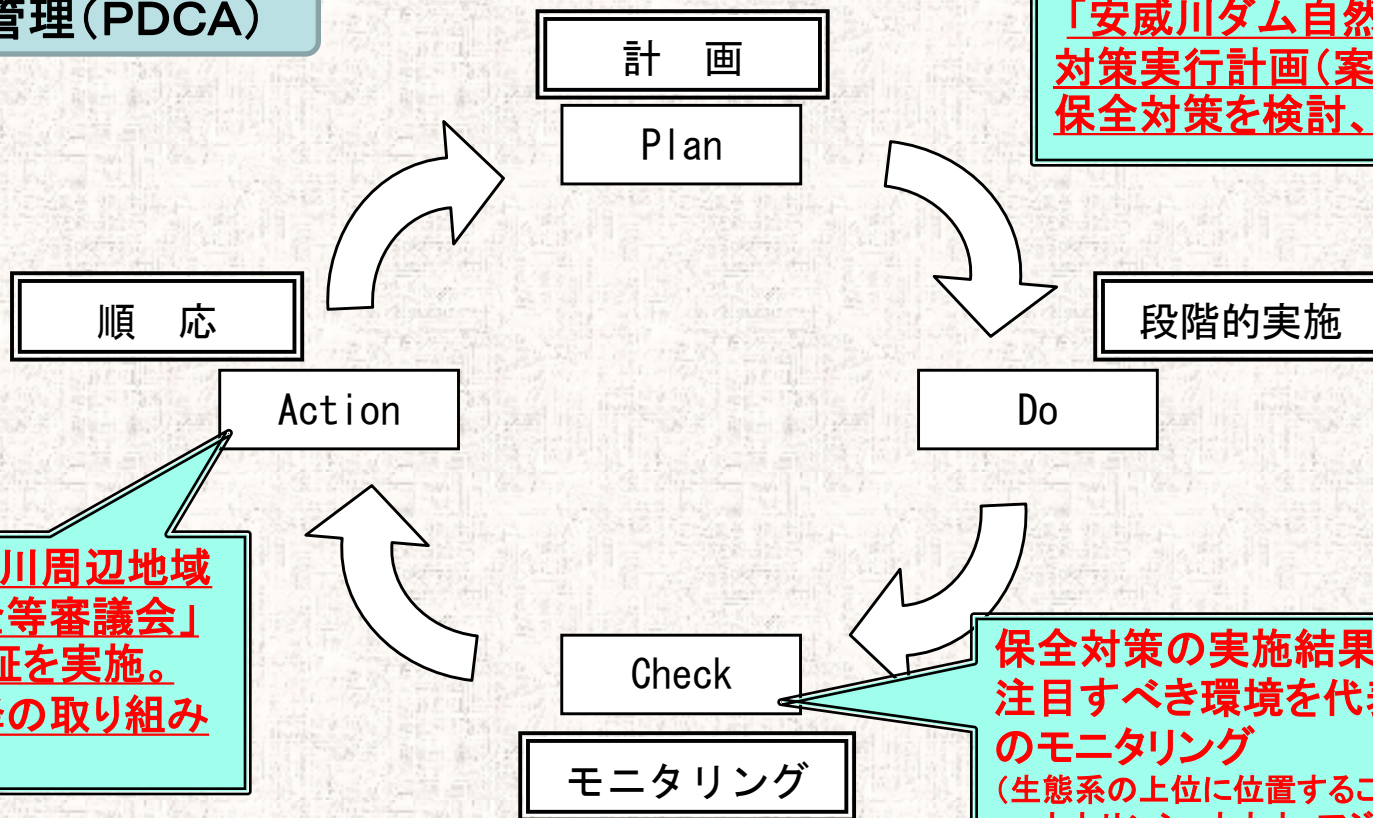 管理(PDCA)
計 画
Plan
「安威川ダム自然
対策実行計画(案
保全対策を検討、
順 応
Action
段階的実施
Do
川周辺地域
等審議会」
証を実施。
の取り組み
Check
モニタリング
保全対策の実施結果
注目すべき環境を代
のモニタリング
(生態系の上位に位置するこ